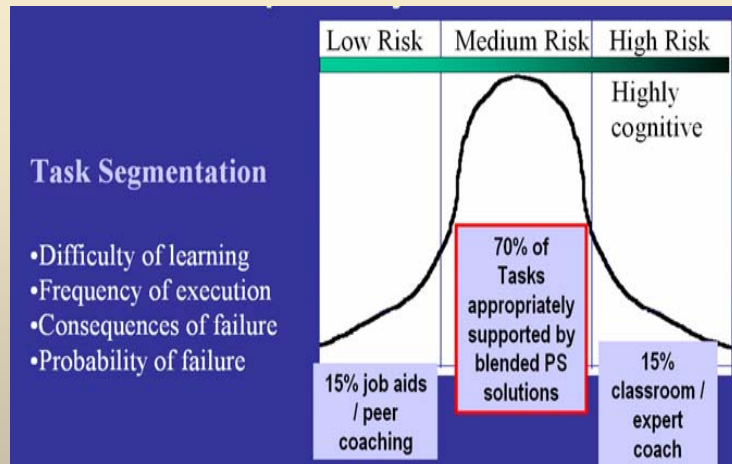 Low Risk Medium Risk High Risk
Highly
cognitive
Task Segmentation
•Difficulty of learning
•Frequency of execution
•Consequences of failure
•Probability of failure
70% of
Tasks
appropriately
supported by
blended PS
solutions
15% job aids
/ peer
coaching
15%
classroom /
expert
coach